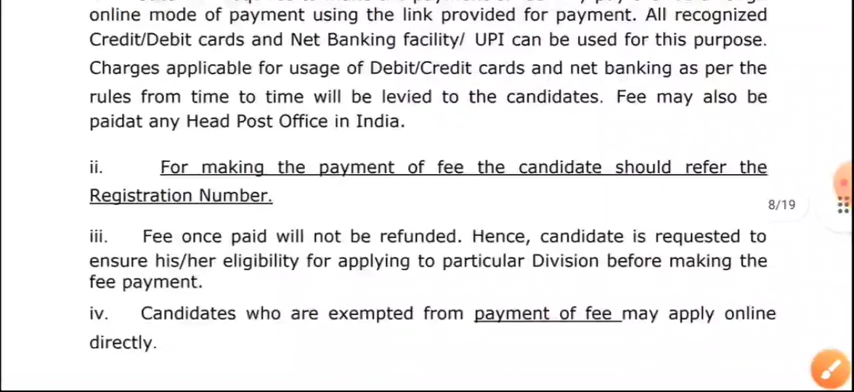 online mode of payment using the link provided for payment. All recognized
Credit/Debit cards and Net Banking facility/ UPI can be used for this purpose.
Charges applicable for usage of Debit/Credit cards and net banking as per the
rules from time to time will be levied to the candidates. Fee may also be
paidat any Head Post Office in India.
ii. For making the payment of fee the candidate should refer the
Registration Number.
8/19
iii. Fee once paid will not be refunded. Hence, candidate is requested to
ensure his/her eligibility for applying to particular Division before making the
fee payment.
iv. Candidates who are exempted from payment of fee may apply online
directly.